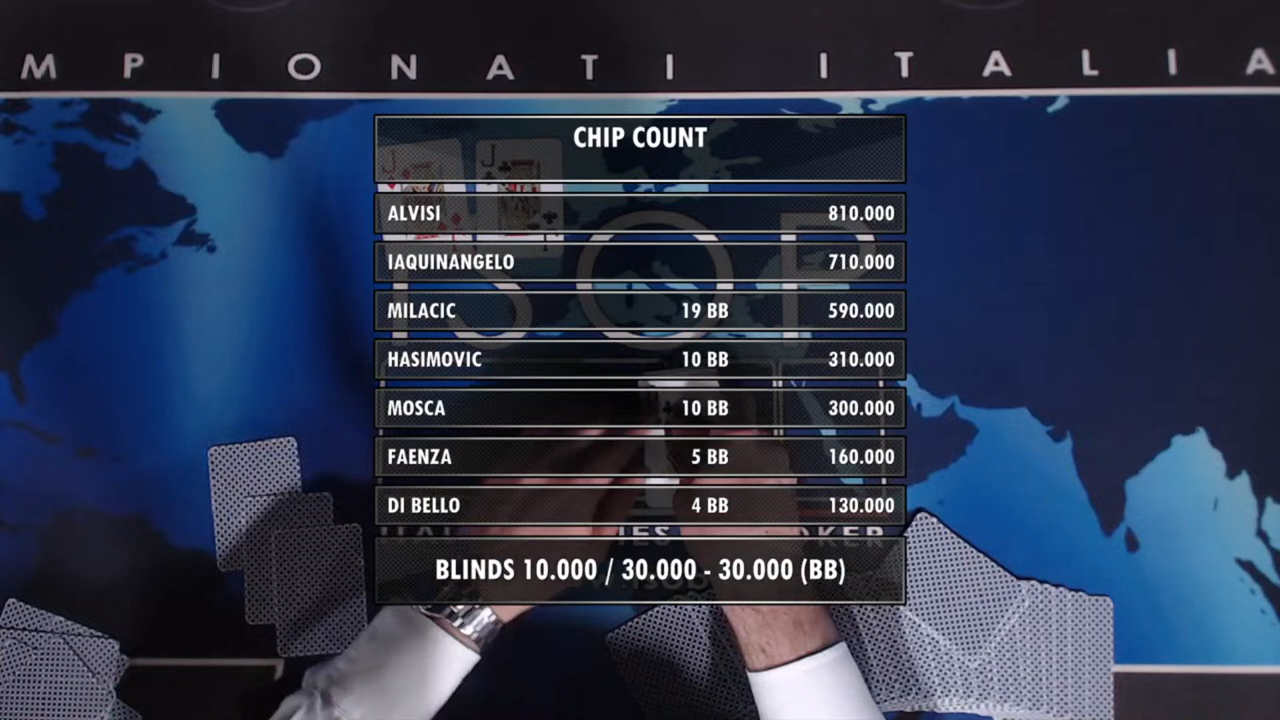 MPIONATI ITALIA
CHIP COUNT
J J
ALVISI 810.000
IAQUINANGELO 710.000
ISOP
MILACIC 19 BB 590.000
HASIMOVIC 10 BB 310.000
MOSCA 10 BB 300.000
FAENZA 5 BB 160.000
DI BELLO 4 BB 130.000
BLINDS 10.000 / 30.000 - 30.000 (BB)